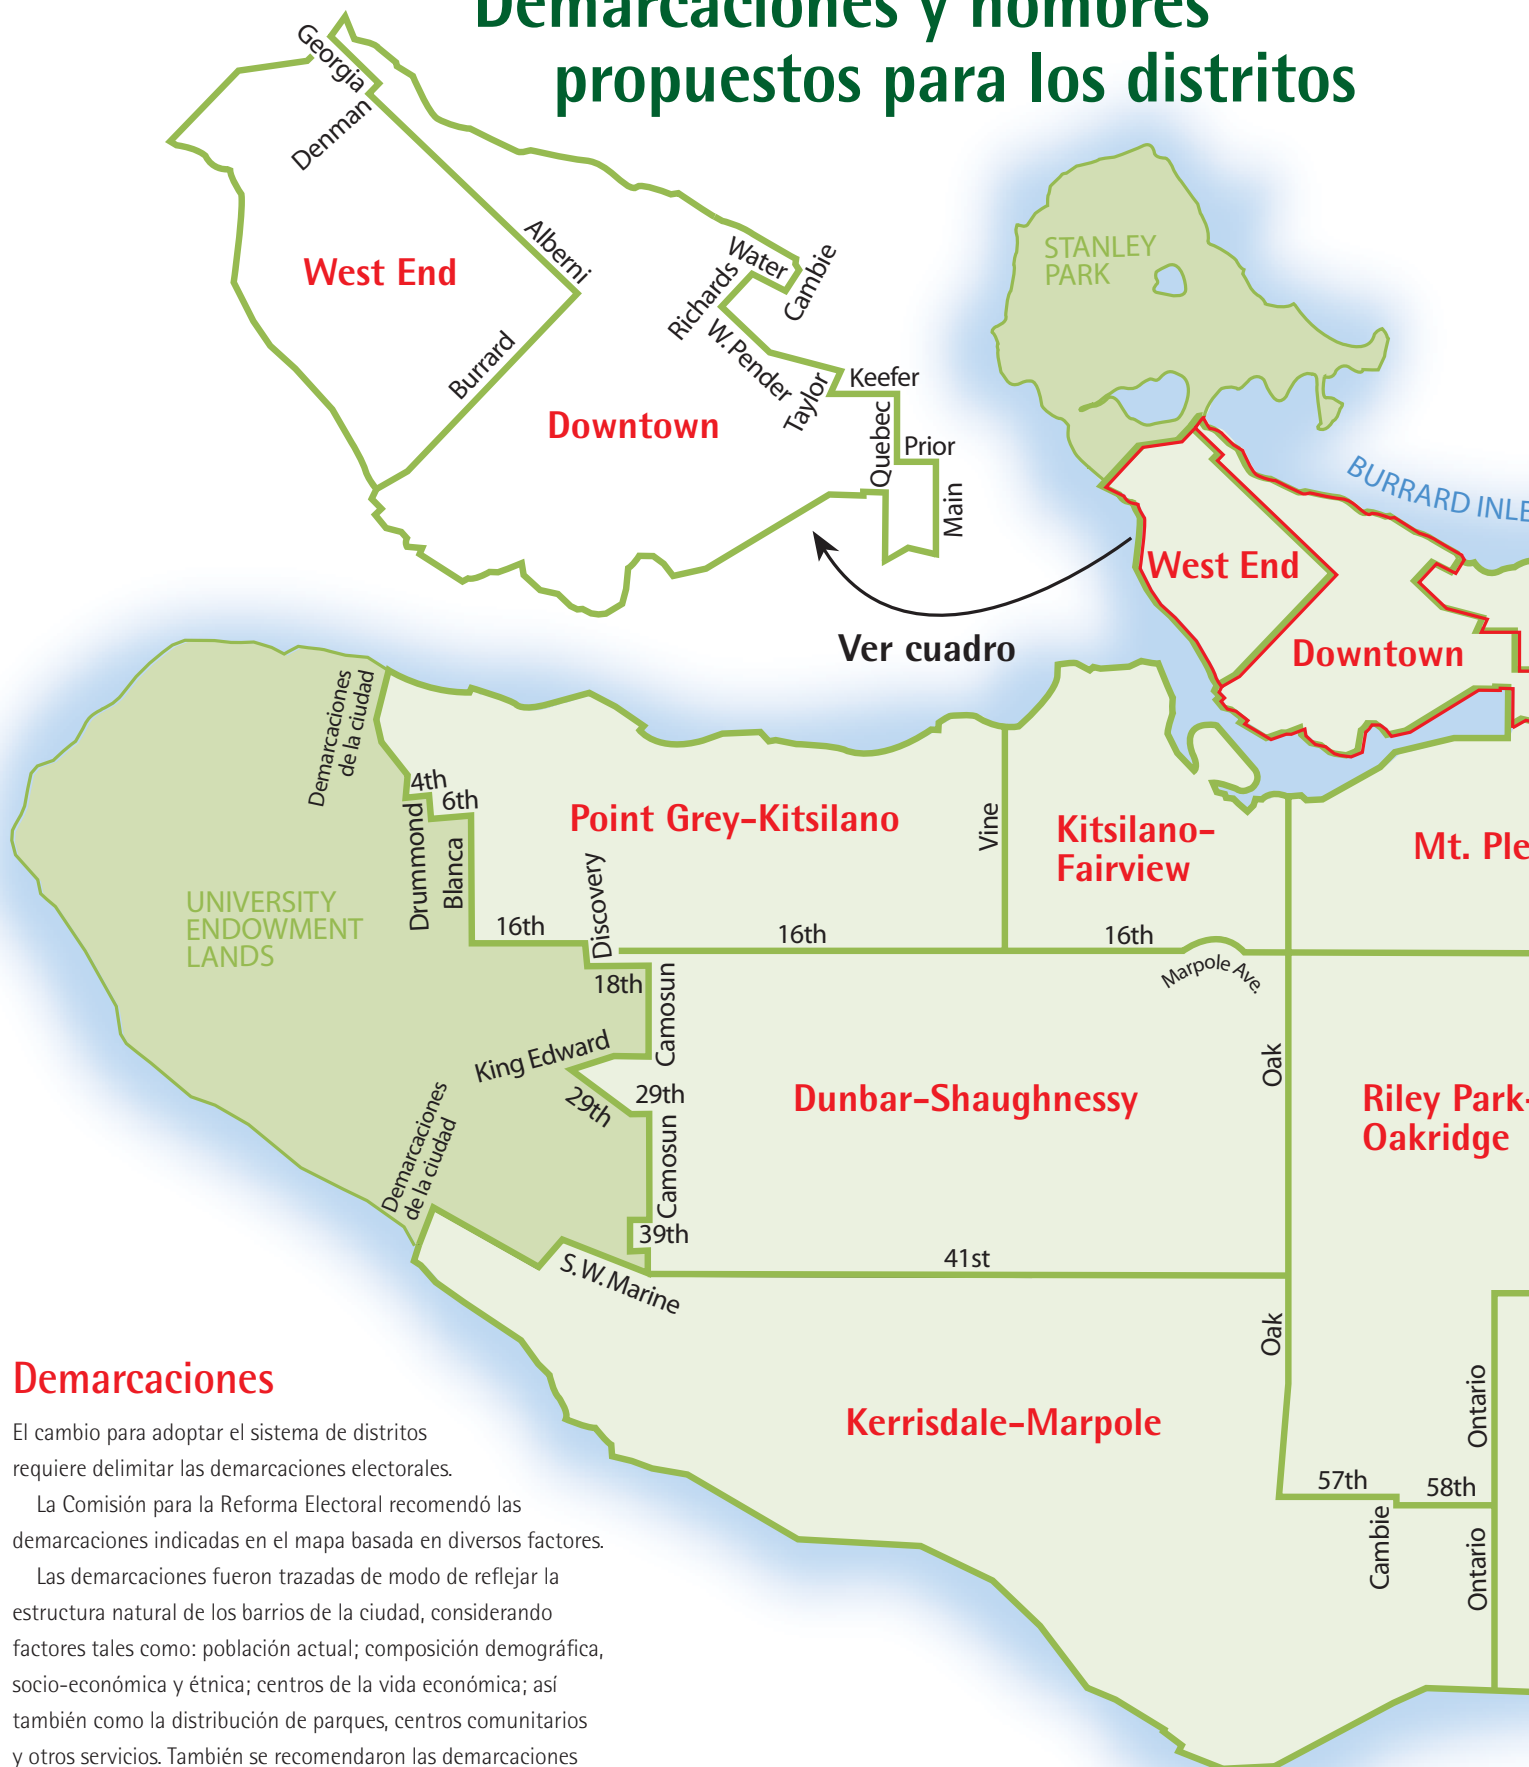 Demarcaciones y nombres
propuestos para los distritos
Georgia
Denman
Alberni
West End
Burrard
Downtown
Water
Cambie
Richards
W. Pender
Taylor
Keefer
Quebec
Prior
Main
Ver cuadro
STANLEY
PARK
BURRARD INLE
West End
Downtown
Demarcaciones
de la ciudad
4th
6th
Drummond
Blanca
UNIVERSITY
ENDOWMENT
LANDS
Point Grey-Kitsilano
Vine
Kitsilano-
Fairview
Mt. Ple
16th
Discovery
16th
16th
Marpole Ave.
18th
Camosun
King Edward
29th
29th
Camosun
39th
Demarcaciones
de la ciudad
S. W. Marine
Dunbar-Shaughnessy
Oak
Riley Park-
Oakridge
41st
Oak
Kerrisdale-Marpole
Ontario
57th
58th
Cambie
Ontario
Demarcaciones
El cambio para adoptar el sistema de distritos
requiere delimitar las demarcaciones electorales.
La Comisión para la Reforma Electoral recomendó las
demarcaciones indicadas en el mapa basada en diversos factores.
Las demarcaciones fueron trazadas de modo de reflejar la
estructura natural de los barrios de la ciudad, considerando
factores tales como: población actual; composición demográfica,
socio-económica y étnica; centros de la vida económica; así
también como la distribución de parques, centros comunitarios
y otros servicios. También se recomendaron las demarcaciones